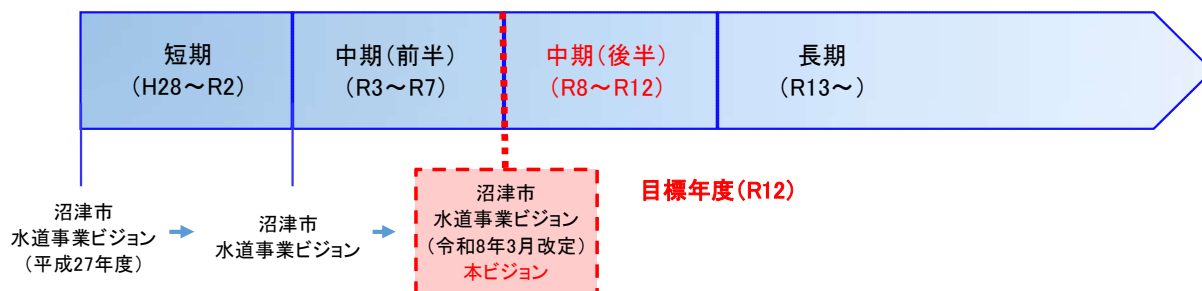 短期
（H28～R2）
中期（前半）
（R3～R7）
中期（後半）
（R8～R12）
長期
（R13～）
沼津市
水道事業ビジョン
（平成27年度）
沼津市
水道事業ビジョン
沼津市
水道事業ビジョン
（令和8年3月改定）
本ビジョン
目標年度（R12）